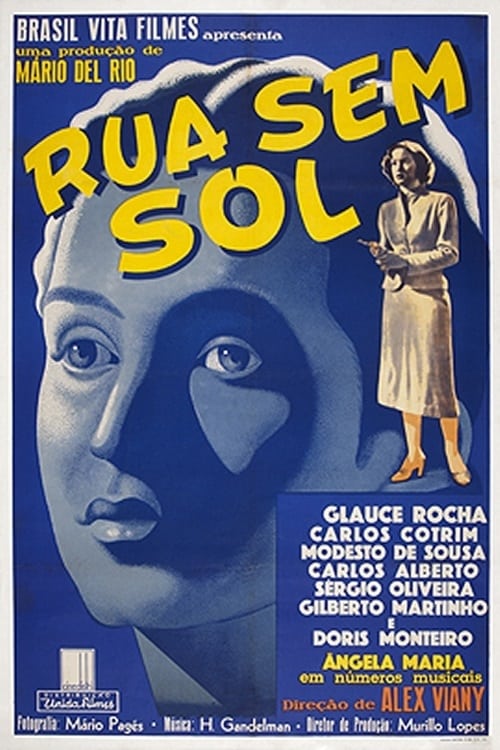 BRASIL VITA FILMES apresenta
uma produção de
MÁRIO DEL RIO
RUA SEM
SOL
GLAUCE ROCHA
CARLOS COTRIM
MODESTO DE SOUSA
CARLOS ALBERTO
SÉRGIO OLIVEIRA
GILBERTO MARTINHO
E
DORIS MONTEIRO
ÂNGELA MARIA
em números musicais
Direção de ALEX VIANY
Unida Filmes
Fotografia: Mário Pagés • Música: H. Gandelman • Diretor de Produção: Murillo Lopes